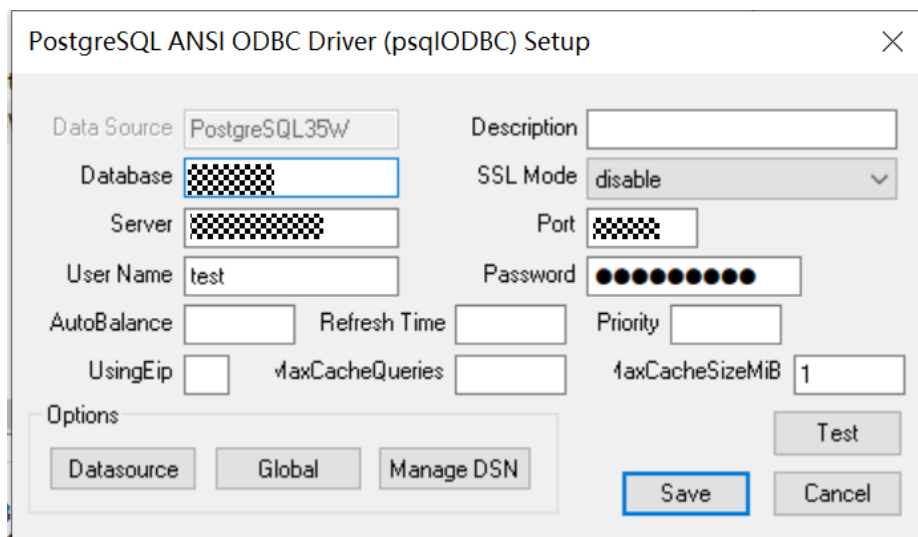 PostgreSQL ANSI ODBC Driver (psqlODBC) Setup
Data Source PostgreSQL35W Description
Database SSL Mode disable
Server Port
User Name test Password ●●●●●●●●●
AutoBalance Refresh Time Priority
UsingEip MaxCacheQueries MaxCacheSizeMiB 1
Options
Datasource Global Manage DSN Test
Save Cancel